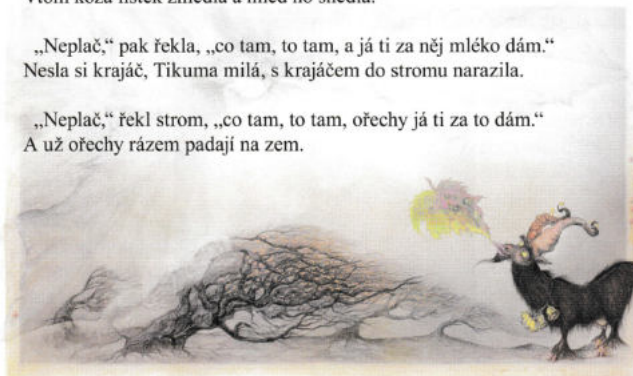 „Neplač,“ pak řekla, „co tam, to tam, a já ti za něj mléko dám.“
Nesla si krajáč, Tikuma milá, s krajáčem do stromu narazila.
„Neplač,“ řekl strom, „co tam, to tam, ořechy já ti za to dám.“
A už ořechy rázem padají na zem.